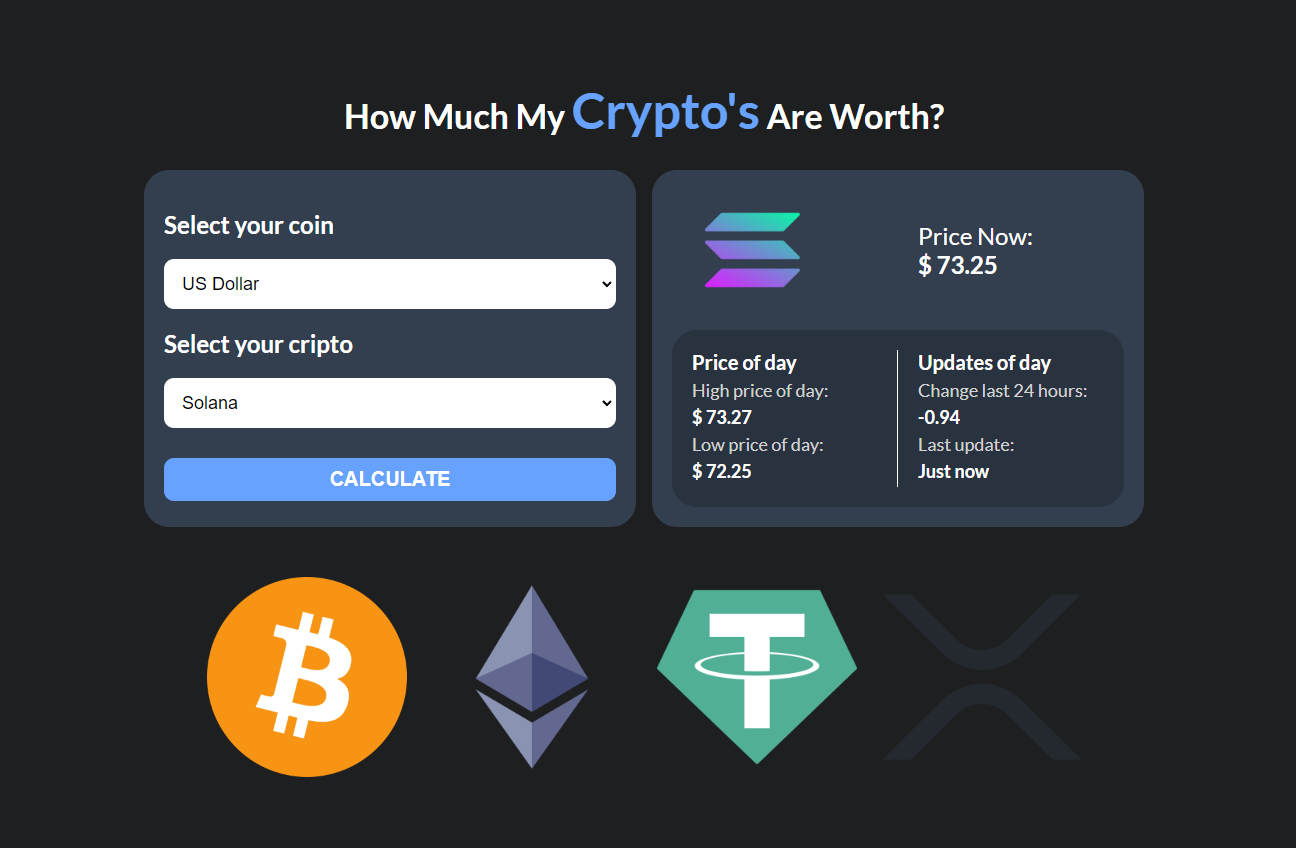 How Much My Crypto's Are Worth?
Select your coin
US Dollar
Select your cripto
Solana
CALCULATE
Price Now:
$ 73.25
Price of day
High price of day:
$ 73.27
Low price of day:
$ 72.25
Updates of day
Change last 24 hours:
-0.94
Last update:
Just now